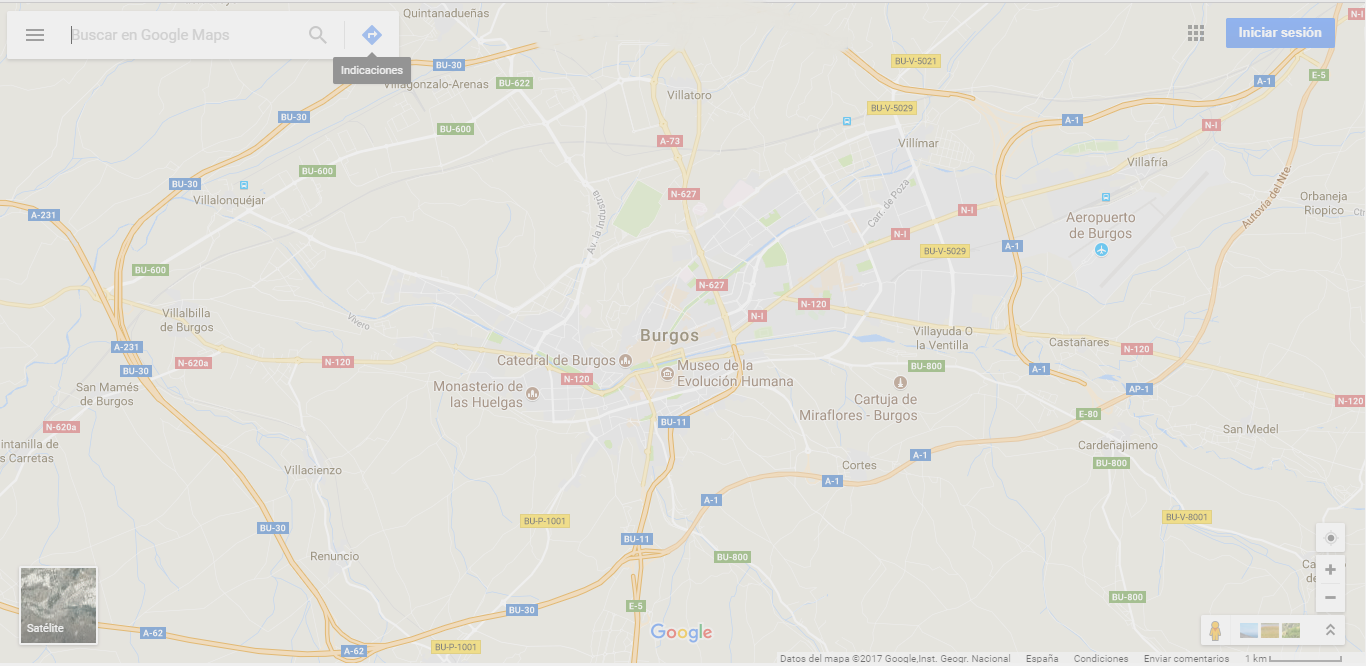 Quintanadueñas
N-I
Buscar en Google Maps
Iniciar sesión
Indicaciones
BU-30
BU-V-5021
E-5
Villagonzalo-Arenas
BU-622
A-1
Villatoro
BU-V-5029
BU-30
A-1
BU-600
N-I
A-73
Villímar
Villafría
BU-600
BU-30
N-627
Carr. de Poza
Av. la Industria
Autovía del Nte
Villalonquéjar
Orbaneja
Riopico
A-231
N-I
Aeropuerto
de Burgos
N-I
A-1
BU-V-5029
BU-600
N-627
N-120
Villalbilla
de Burgos
Vivero
N-I
Burgos
Villayuda O
la Ventilla
Castañares
A-231
N-120
N-620a
N-120
Catedral de Burgos
Museo de la
Evolución Humana
BU-800
A-1
BU-30
N-120
San Mamés
de Burgos
Monasterio de
las Huelgas
AP-1
Cartuja de
Miraflores - Burgos
N-120
E-80
N-620a
BU-11
San Medel
intanilla de
s Carretas
Cardeñajimeno
A-1
BU-800
Villacienzo
Cortes
A-1
A-1
BU-P-1001
BU-V-8001
BU-30
BU-11
Renuncio
BU-800
Ca
de
BU-800
E-5
BU-30
Satélite
A-62
Google
A-62
BU-P-1001
Datos del mapa ©2017 Google,Inst. Geogr. Nacional España Condiciones Enviar comentarios 1 km